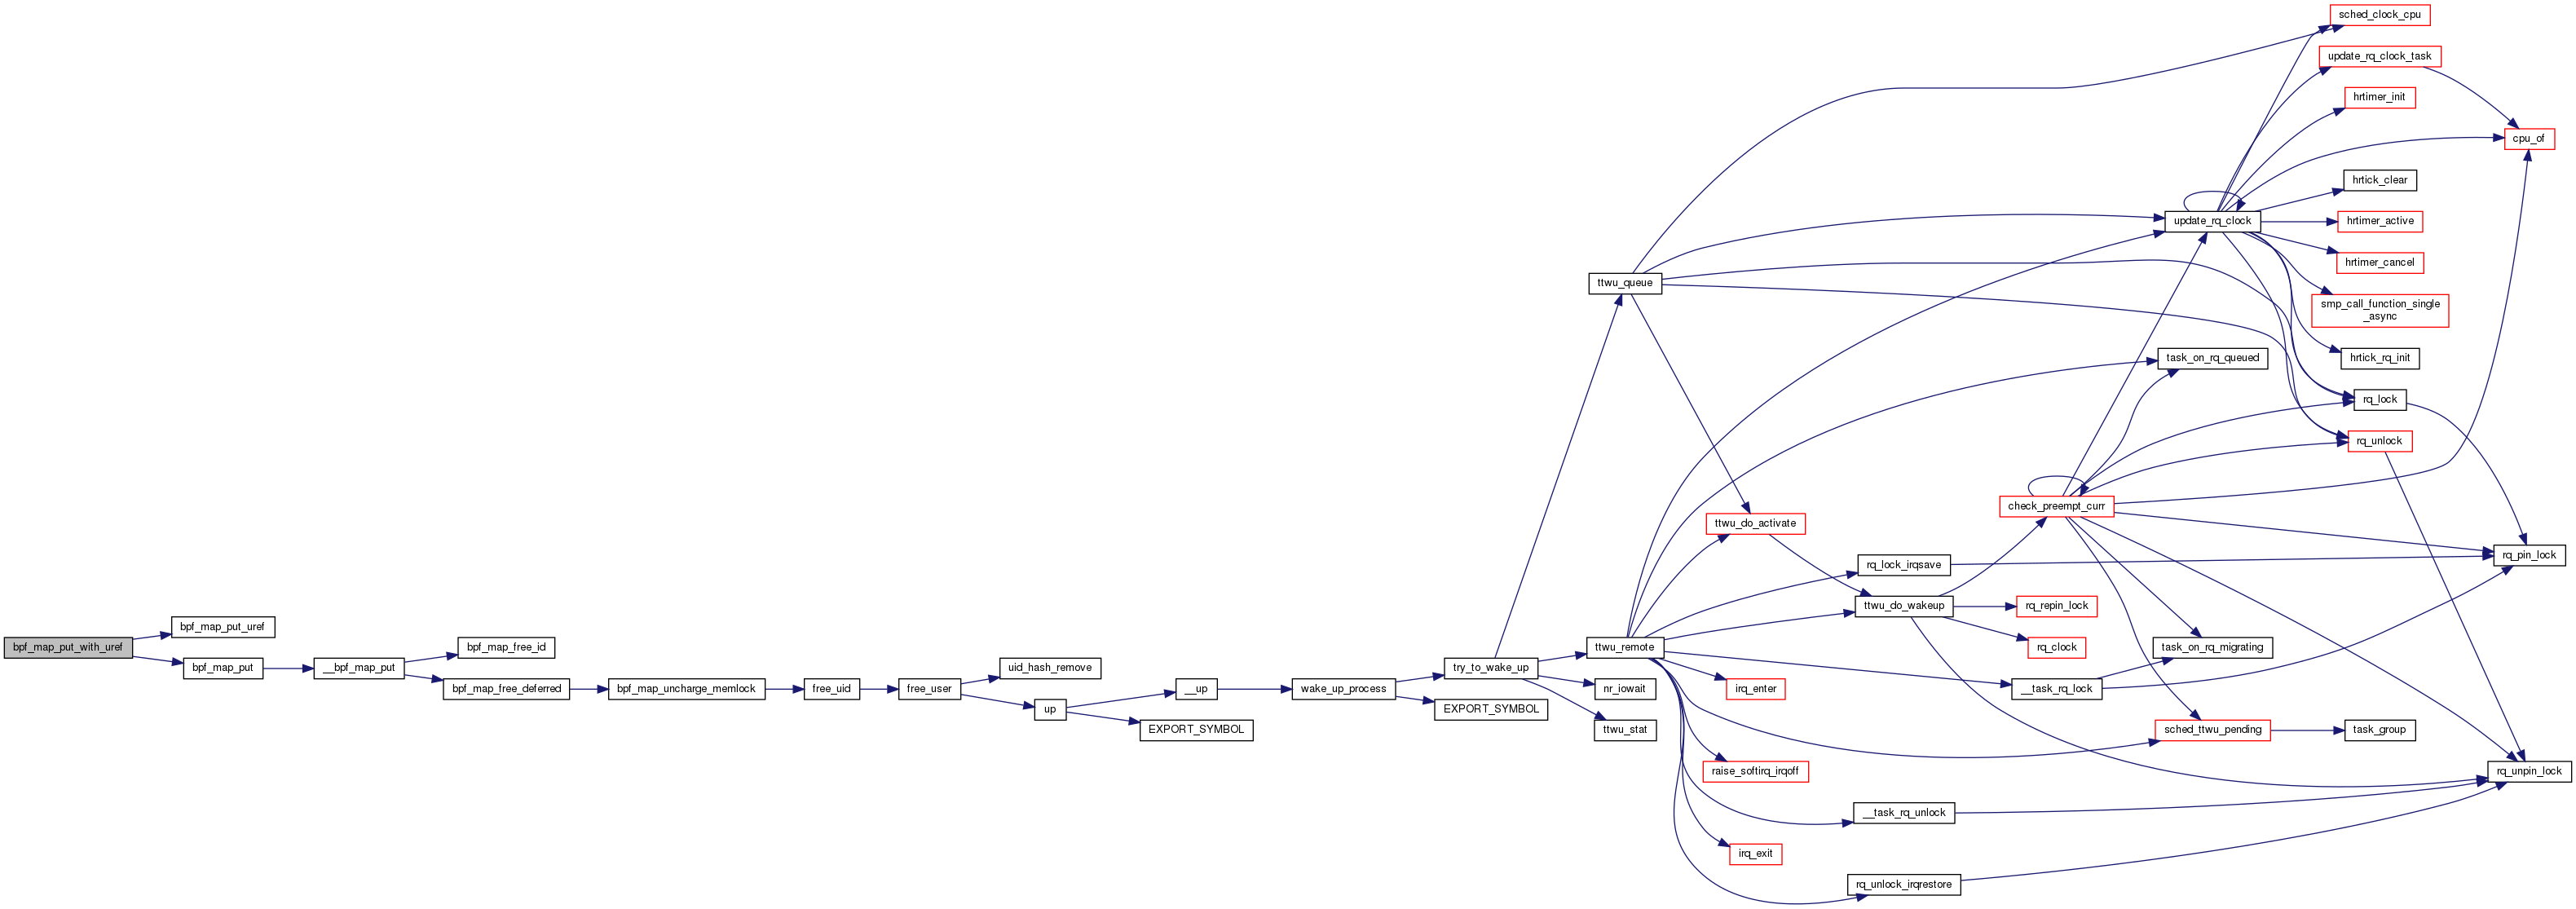 bpf_map_put_with_uref
bpf_map_put_uref
bpf_map_put
__bpf_map_put
bpf_map_free_id
bpf_map_free_deferred
bpf_map_uncharge_memlock
free_uid
free_user
uid_hash_remove
up
__up
EXPORT_SYMBOL
wake_up_process
try_to_wake_up
EXPORT_SYMBOL
ttwu_queue
ttwu_remote
nr_iowait
ttwu_stat
ttwu_do_activate
irq_enter
raise_softirq_irqoff
irq_exit
rq_lock_irqsave
ttwu_do_wakeup
__task_rq_unlock
rq_unlock_irqrestore
check_preempt_curr
rq_repin_lock
rq_clock
__task_rq_lock
update_rq_clock
task_on_rq_queued
task_on_rq_migrating
sched_ttwu_pending
sched_clock_cpu
update_rq_clock_task
hrtimer_init
hrtick_clear
hrtimer_active
hrtimer_cancel
smp_call_function_single
_async
hrtick_rq_init
rq_lock
rq_unlock
task_group
cpu_of
rq_pin_lock
rq_unpin_lock